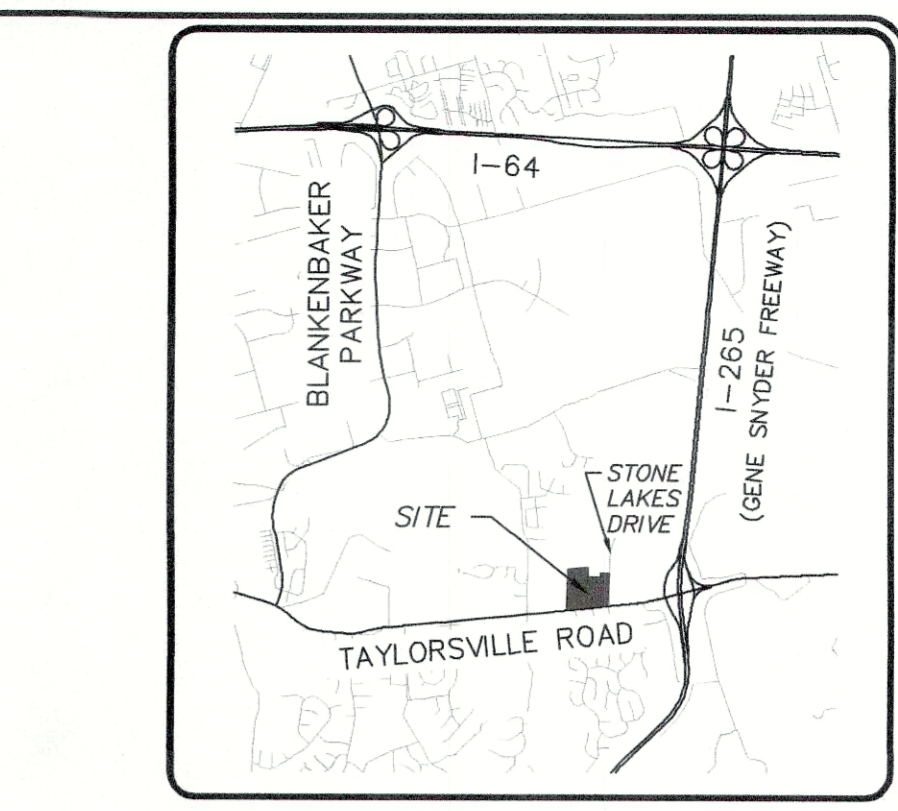 I-64
BLANKENBAKER
PARKWAY
I-265
(GENE SNYDER FREEWAY)
STONE
LAKES
DRIVE
SITE
TAYLORSVILLE ROAD